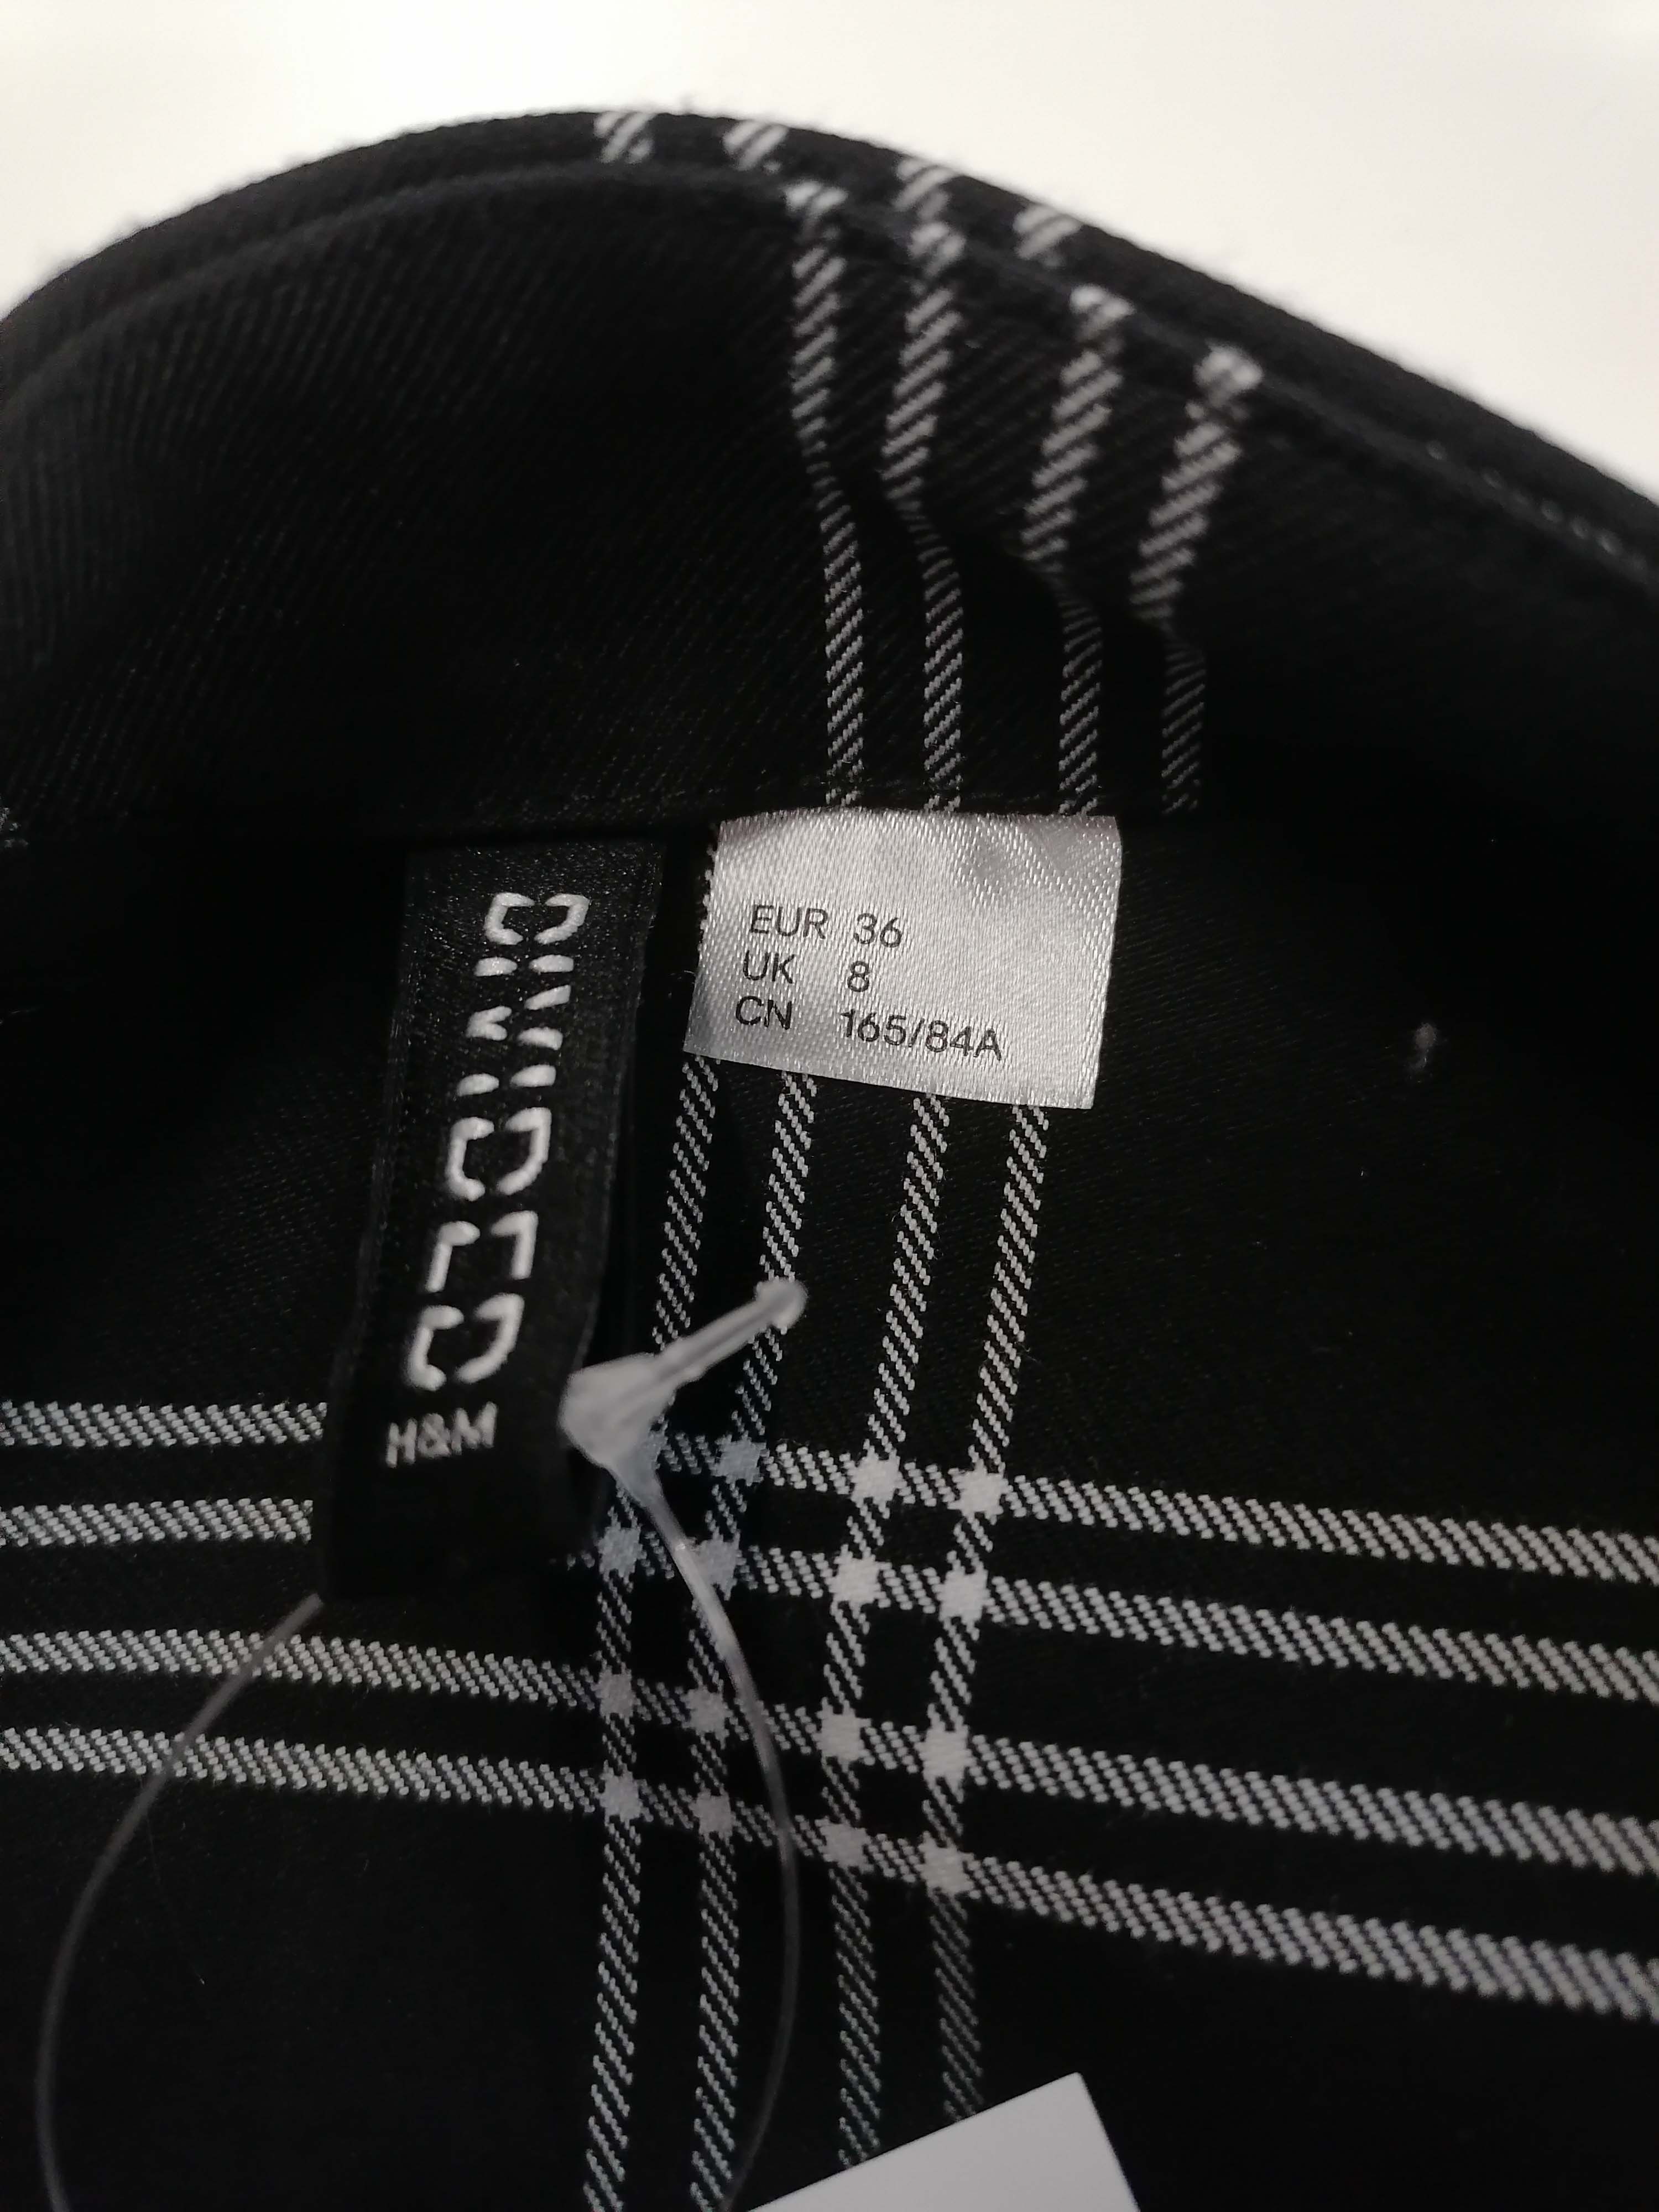 DIVIDED
H&M
EUR 36
UK 8
CN 165/84A